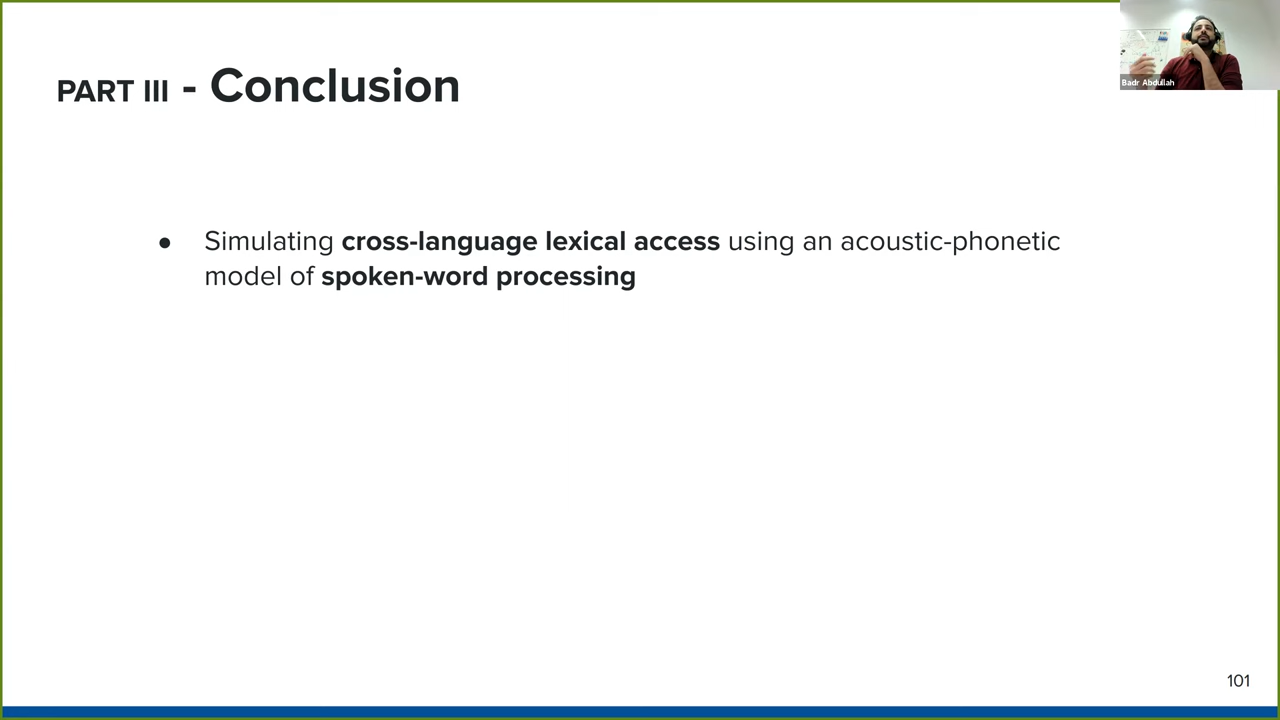 PART III - Conclusion
Badr Abdullah
● Simulating cross-language lexical access using an acoustic-phonetic
model of spoken-word processing
101